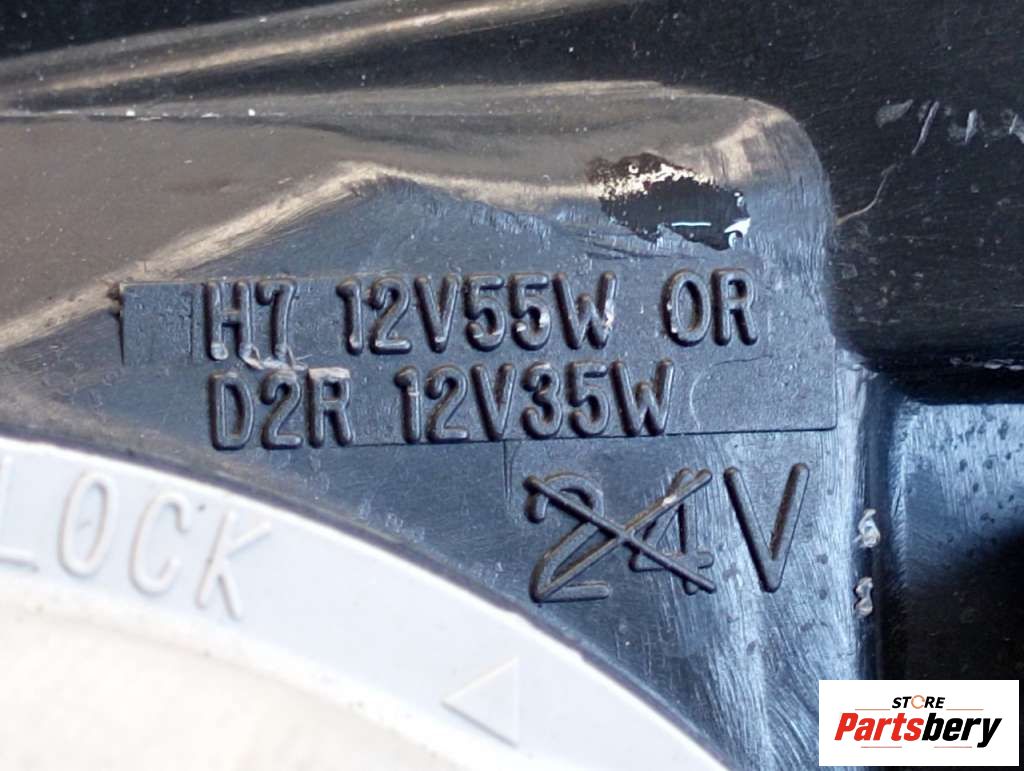 H7 12V55W OR
D2R 12V35W
24V
LOCK
STORE
Partsbery